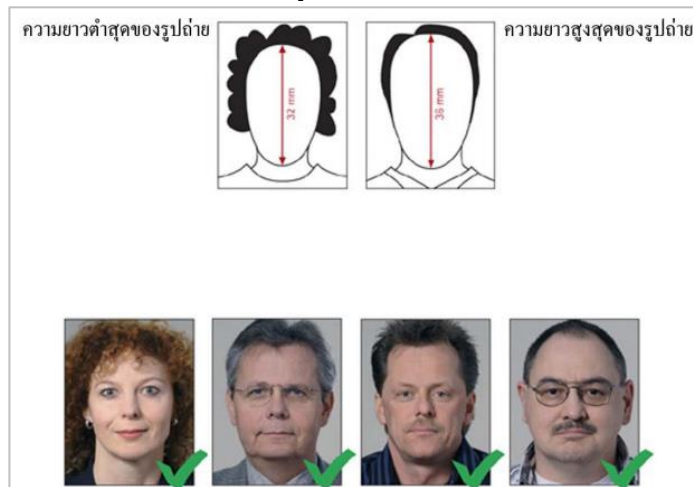 ความยาวต่ำสุดของรูปถ่าย
ความยาวสูงสุดของรูปถ่าย
32 mm
36 mm